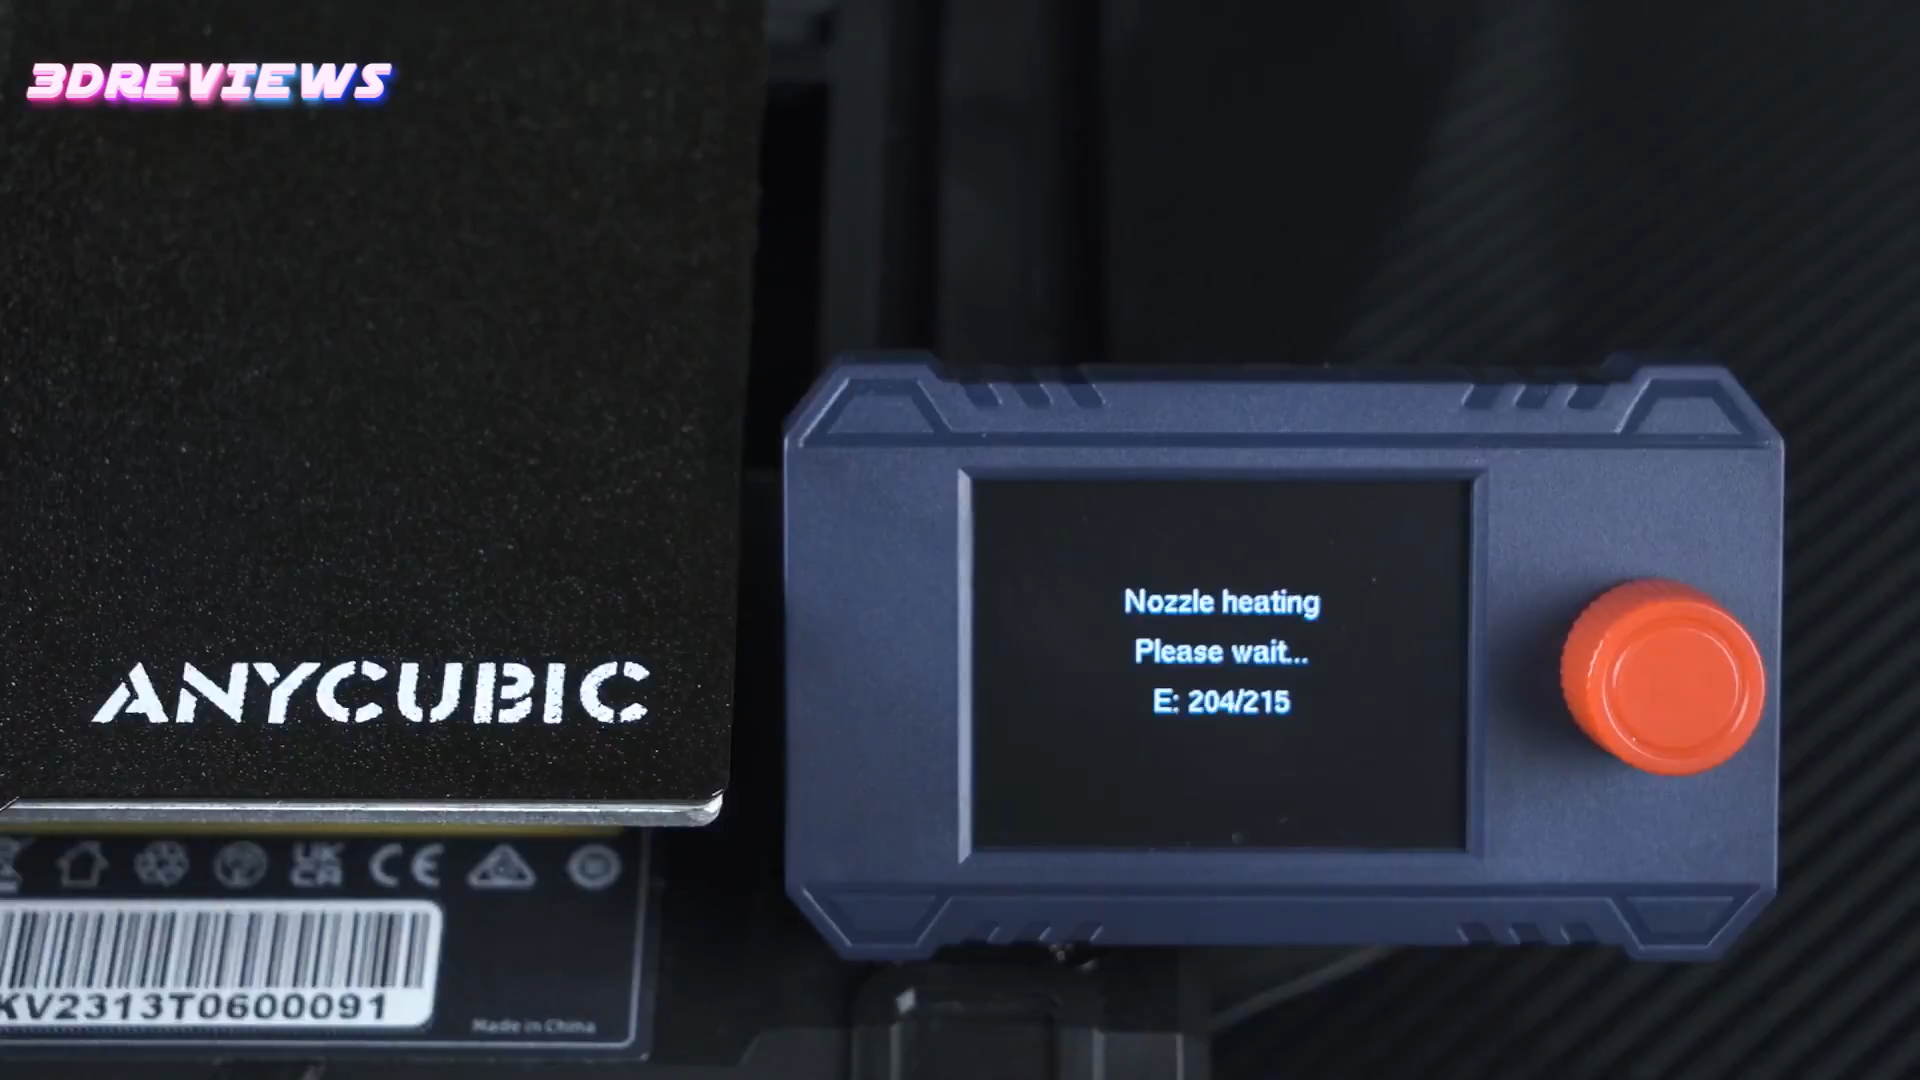 3DREVIEWS
Nozzle heating
Please wait...
E: 204/215
ANYCUBIC
UK
CA
CE
KV2313T0600091
Made in China